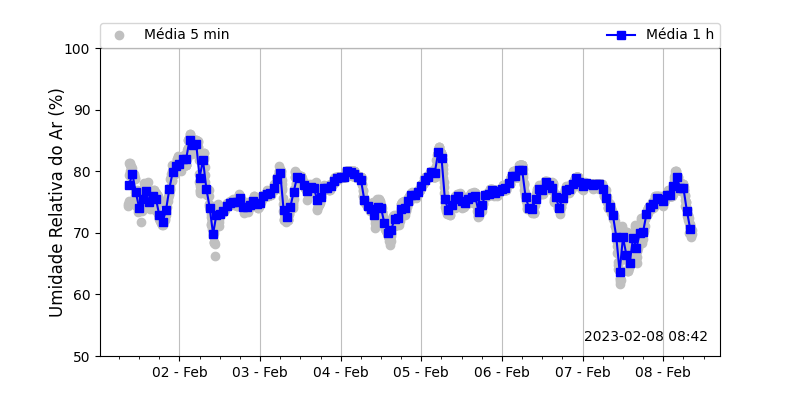 Média 5 min
Média 1 h
Umidade Relativa do Ar (%)
100
90
80
70
60
50
2023-02-08 08:42
02 - Feb
03 - Feb
04 - Feb
05 - Feb
06 - Feb
07 - Feb
08 - Feb